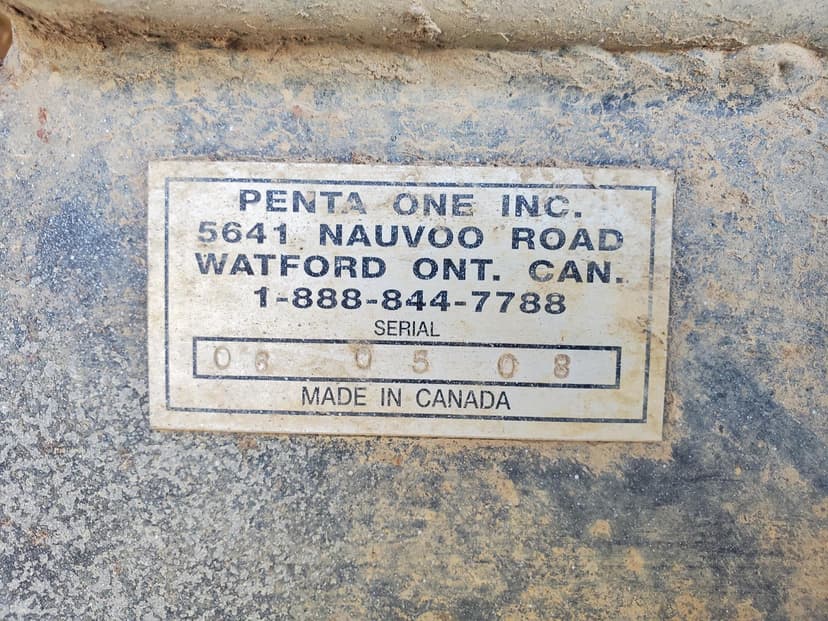 PENTA ONE INC.
5641 NAUVOO ROAD
WATFORD ONT. CAN.
1-888-844-7788
SERIAL
06 05 08
MADE IN CANADA